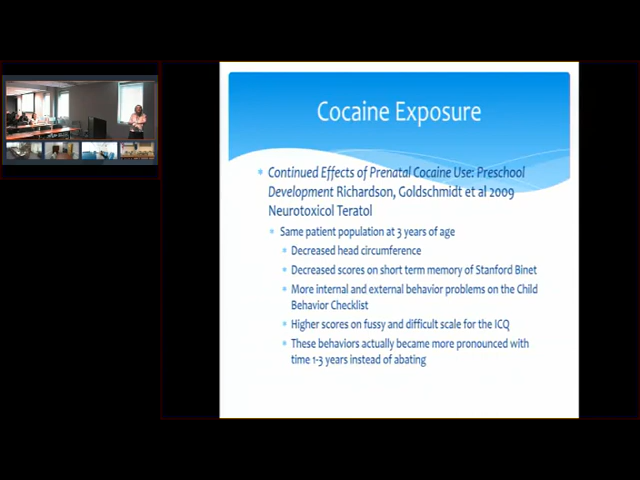 Cocaine Exposure
Continued Effects of Prenatal Cocaine Use: Preschool
Development Richardson, Goldschmidt et al 2009
Neurotoxicol Teratol
Same patient population at 3 years of age
Decreased head circumference
Decreased scores on short term memory of Stanford Binet
More internal and external behavior problems on the Child
Behavior Checklist
Higher scores on fussy and difficult scale for the ICQ
These behaviors actually became more pronounced with
time 1-3 years instead of abating